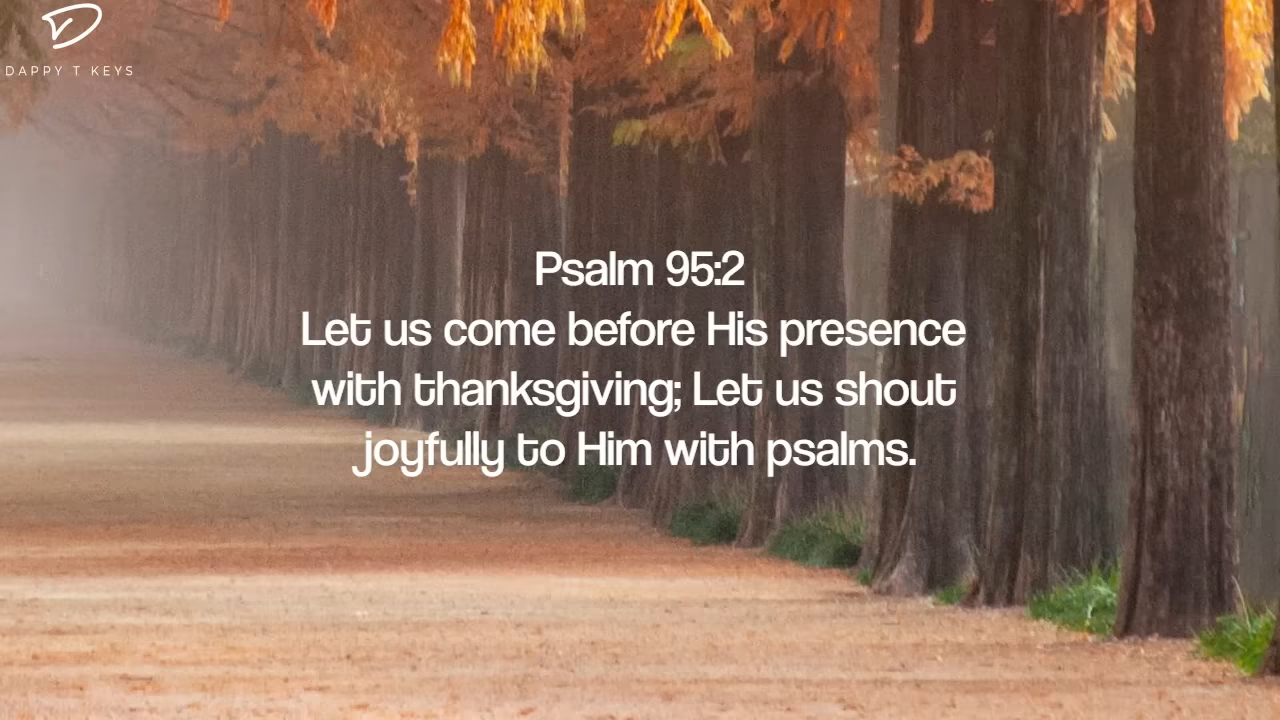 DAPPY T KEYS
Psalm 95:2
Let us come before His presence
with thanksgiving; Let us shout
joyfully to Him with psalms.